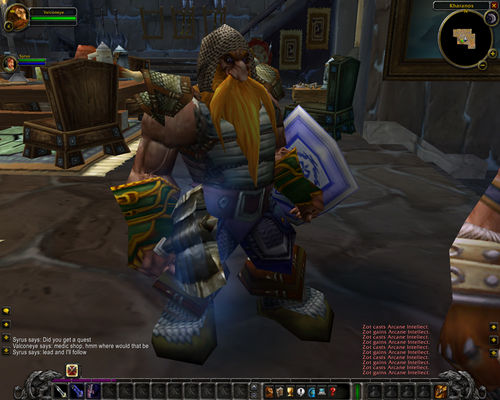 Valconeye
Kharanos
Syrus
Syrus says: Did you get a quest
Valconeye says: medic shop, hmm where would that be
Syrus says: lead and I'll follow
Zot casts Arcane Intellect.
Zot gains Arcane Intellect.
Zot casts Arcane Intellect.
Zot gains Arcane Intellect.
Zot casts Arcane Intellect.
Zot gains Arcane Intellect.
Zot casts Arcane Intellect.
Zot gains Arcane Intellect.